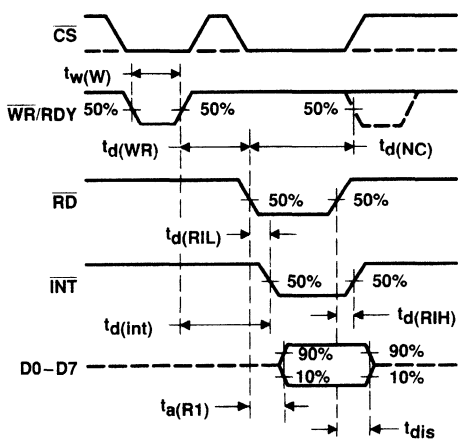 CS
tw(W)
WR/RDY 50% 50% 50%
td(WR) td(NC)
RD 50% 50%
td(RIL)
INT 50% 50%
td(int) td(RIH)
D0–D7 90% 90%
10% 10%
ta(R1) tdis